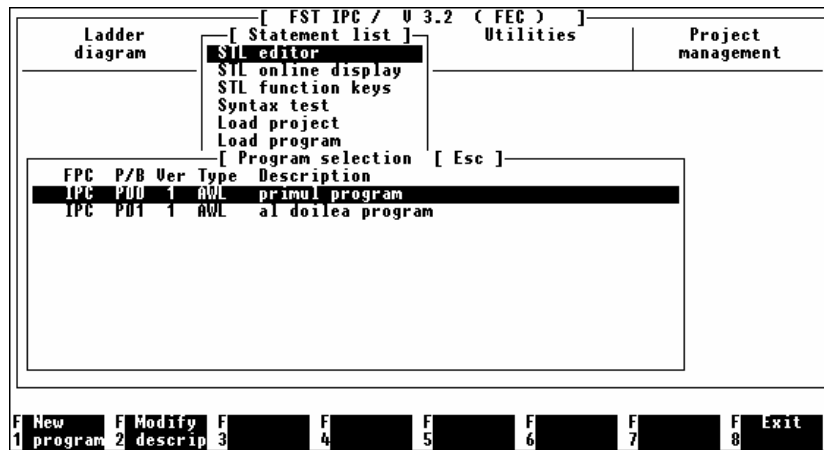 [ FST IPC / V 3.2 ( FEC ) ]
Ladder diagram
[ Statement list ]
Utilities
Project management
STL editor
STL online display
STL function keys
Syntax test
Load project
Load program
[ Program selection [ Esc ]
FPC P/B Ver Type Description
IPC P00 1 AWL primul program
IPC P01 1 AWL al doilea program
F1 New program F2 Modify descrip F3 F4 F5 F6 F7 F8 Exit